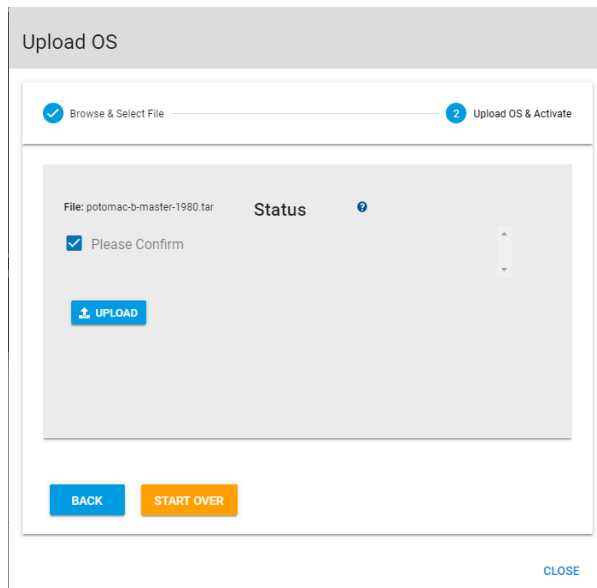 Upload OS
Browse & Select File
2 Upload OS & Activate
File: potomac-b-master-1980.tar
Status
?
Please Confirm
UPLOAD
BACK
START OVER
CLOSE